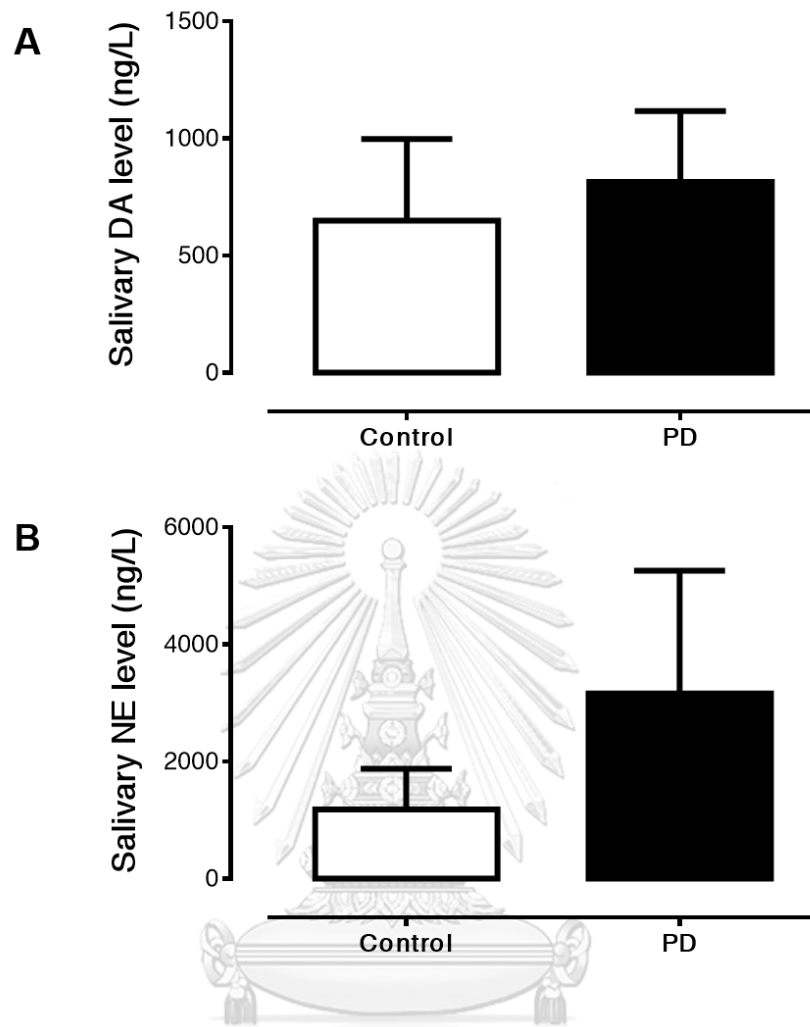 A
Salivary DA level (ng/L)
1500
1000
500
0
Control PD
B
Salivary NE level (ng/L)
6000
4000
2000
0
Control PD